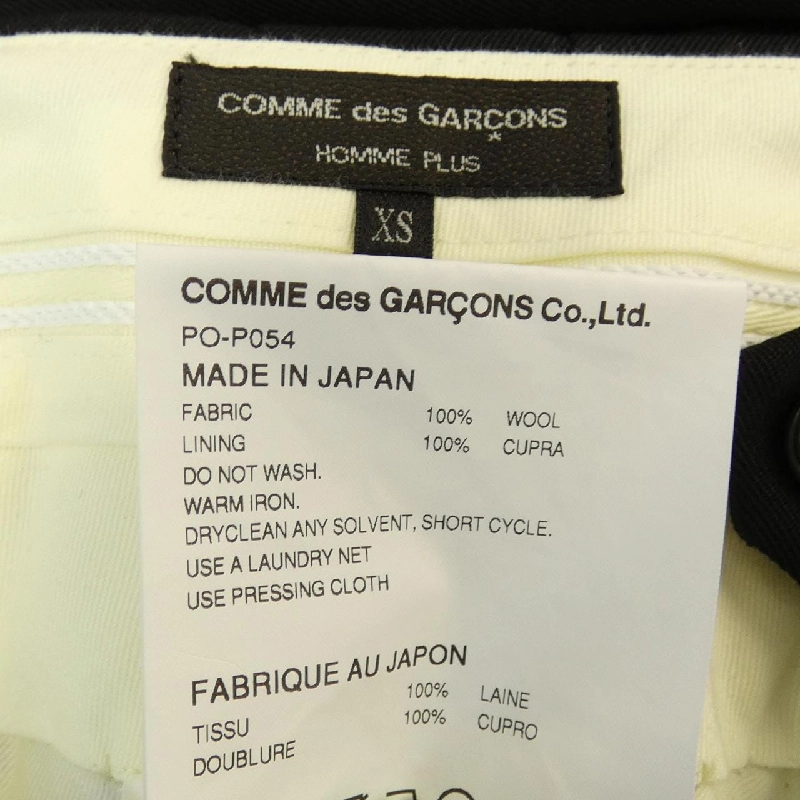 COMME des GARÇONS
HOMME PLUS
XS
COMME des GARÇONS Co.,Ltd.
PO-P054
MADE IN JAPAN
FABRIC 100% WOOL
LINING 100% CUPRA
DO NOT WASH.
WARM IRON.
DRYCLEAN ANY SOLVENT, SHORT CYCLE.
USE A LAUNDRY NET
USE PRESSING CLOTH
FABRIQUE AU JAPON
TISSU 100% LAINE
DOUBLURE 100% CUPRO